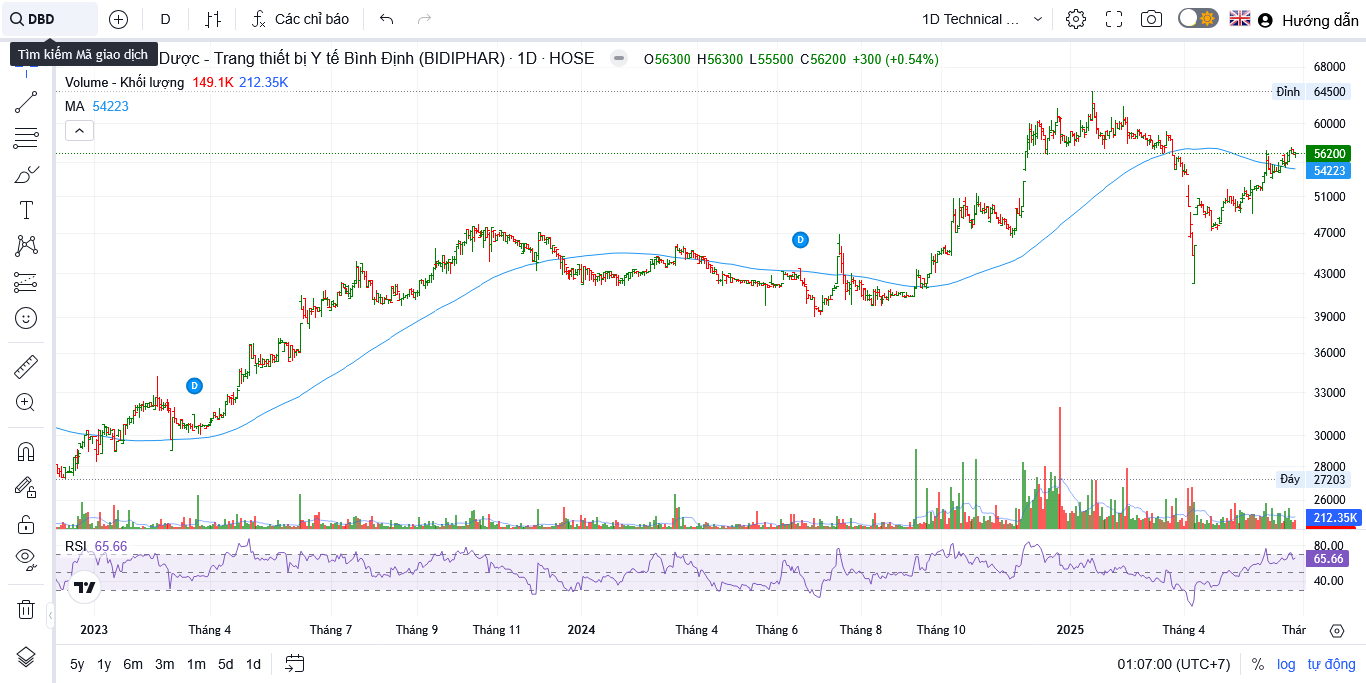 DBD
D
Các chỉ báo
1D Technical ...
Hướng dẫn
Tìm kiếm Mã giao dịch
Dược - Trang thiết bị Y tế Bình Định (BIDIPHAR) · 1D · HOSE
O56300 H56300 L55500 C56200 +300 (+0.54%)
Volume - Khối lượng 149.1K 212.35K
MA 54223
68000
Đỉnh 64500
60000
56200
54223
51000
47000
43000
39000
36000
33000
30000
28000
Đáy 27203
26000
212.35K
D
D
RSI 65.66
80.00
65.66
40.00
2023
Tháng 4
Tháng 7
Tháng 9
Tháng 11
2024
Tháng 4
Tháng 6
Tháng 8
Tháng 10
2025
Tháng 4
Thár
5y 1y 6m 3m 1m 5d 1d
01:07:00 (UTC+7)
%
log
tự động